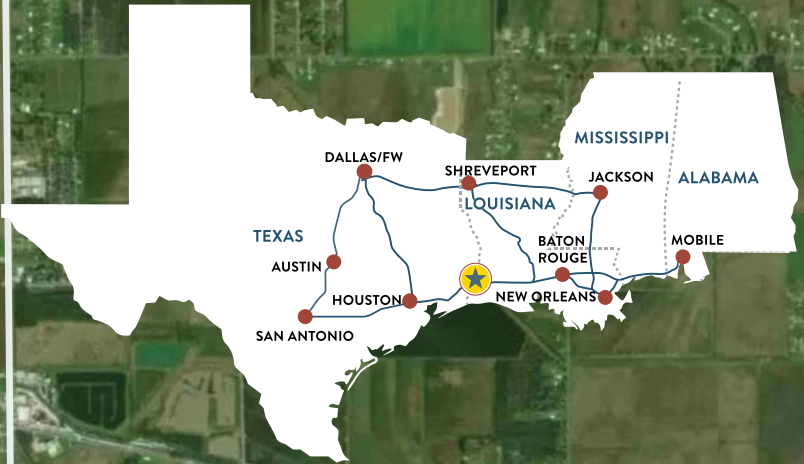 MISSISSIPPI
DALLAS/FW
SHREVEPORT
JACKSON
ALABAMA
LOUISIANA
TEXAS
BATON
ROUGE
MOBILE
AUSTIN
HOUSTON
NEW ORLEANS
SAN ANTONIO